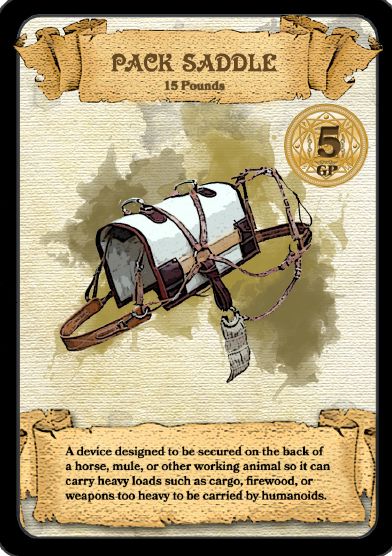 PACK SADDLE
15 Pounds
5
GP
A device designed to be secured on the back of
a horse, mule, or other working animal so it can
carry heavy loads such as cargo, firewood, or
weapons too heavy to be carried by humanoids.